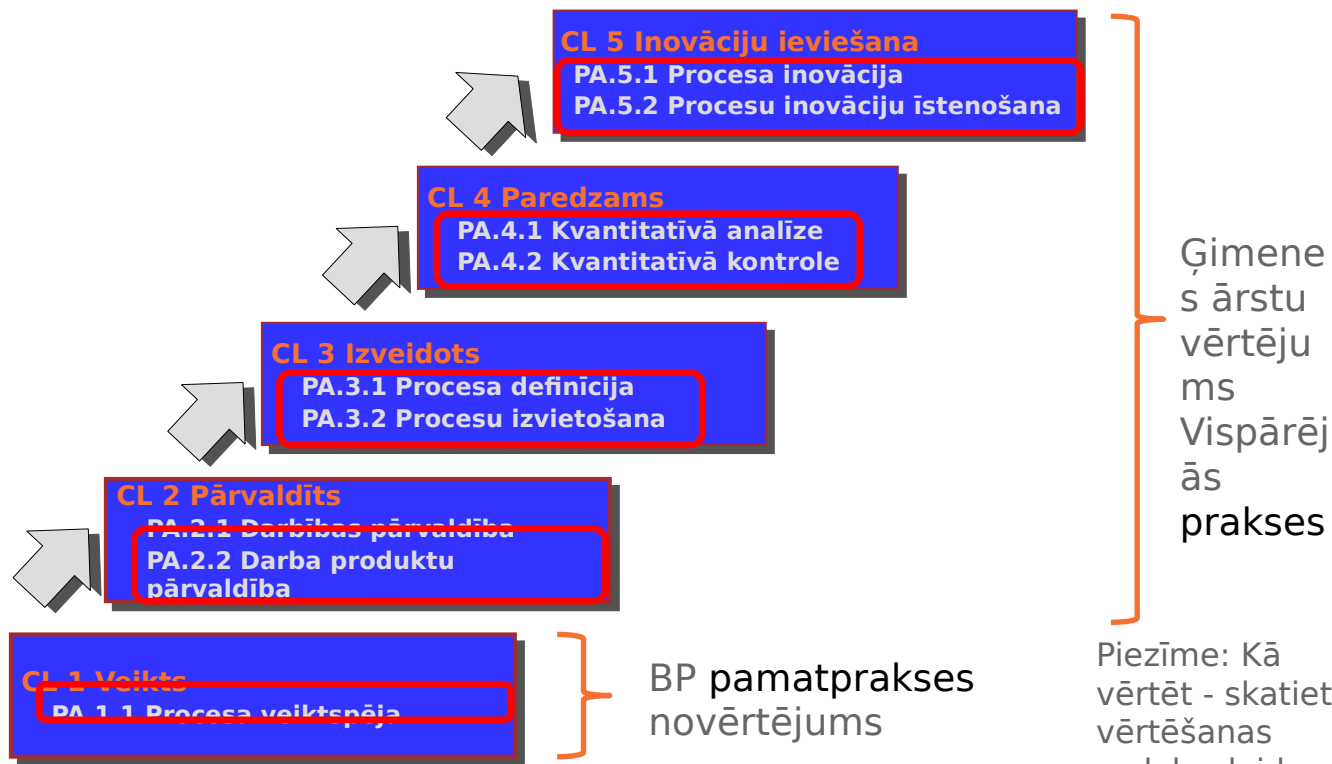 CL 5 Inovāciju ieviešana
PA.5.1 Procesa inovācija
PA.5.2 Procesu inovāciju īstenošana
CL 4 Paredzams
PA.4.1 Kvantitatīvā analīze
PA.4.2 Kvantitatīvā kontrole
CL 3 Izveidots
PA.3.1 Procesa definīcija
PA.3.2 Procesu izvietošana
CL 2 Pārvaldīts
PA.2.1 Darbības pārvaldība
PA.2.2 Darba produktu
pārvaldība
CL 1 Veikts
PA.1.1 Procesa veiktspēja
BP pamatprakses
novērtējums
Ģimene
s ārstu
vērtēju
ms
Vispārēj
ās
prakses
Piezīme: Kā
vērtēt - skatiet
vērtēšanas